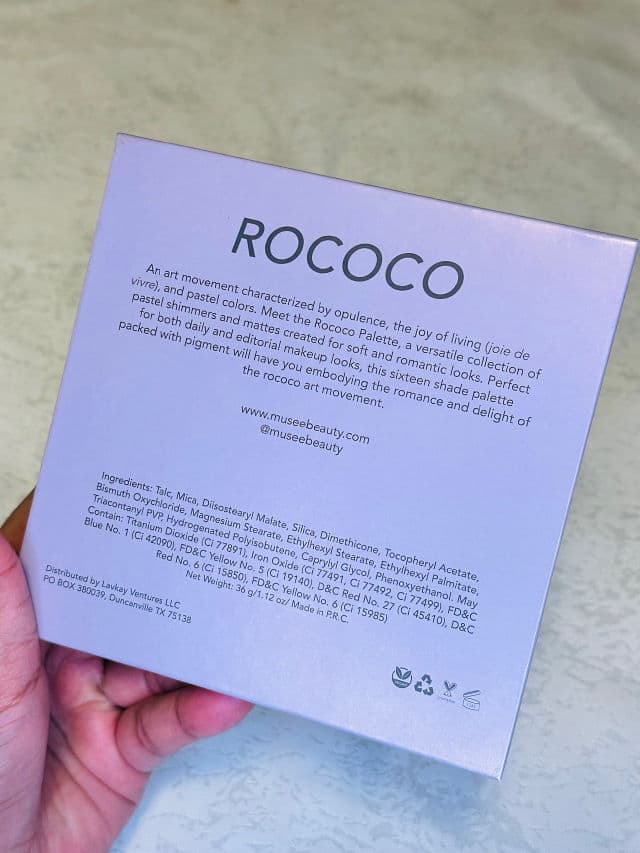 ROCOCO
An art movement characterized by opulence, the joy of living (joie de
vivre), and pastel colors. Meet the Rococo Palette, a versatile collection of
pastel shimmers and mattes created for soft and romantic looks. Perfect
for both daily and editorial makeup looks, this sixteen shade palette
packed with pigment will have you embodying the romance and delight of
the rococo art movement.
www.museebeauty.com
@museebeauty
Ingredients: Talc, Mica, Diisostearyl Malate, Silica, Dimethicone, Tocopheryl Acetate,
Bismuth Oxychloride, Magnesium Stearate, Ethylhexyl Stearate, Ethylhexyl Palmitate,
Triacontanyl PVP, Hydrogenated Polyisobutene, Caprylyl Glycol, Phenoxyethanol. May
Contain: Titanium Dioxide (Ci 77891), Iron Oxide (Ci 77491, Ci 77492, Ci 77499), FD&C
Blue No. 1 (Ci 42090), FD&C Yellow No. 5 (Ci 19140), D&C Red No. 27 (Ci 45410), D&C
Red No. 6 (Ci 15850), FD&C Yellow No. 6 (Ci 15985)
Net Weight: 36 g/1.12 oz/ Made in P.R.C.
Distributed by Lavkay Ventures LLC
PO BOX 380039, Duncanville TX 75138